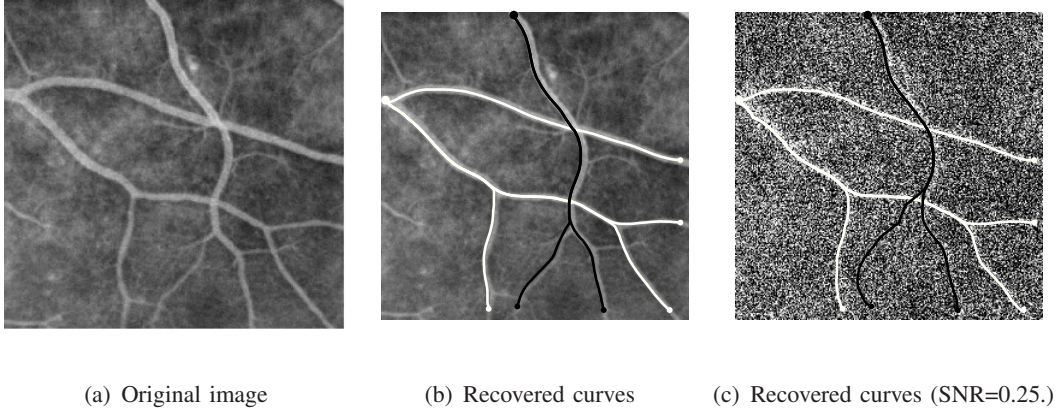 (a) Original image
(b) Recovered curves
(c) Recovered curves (SNR=0.25.)